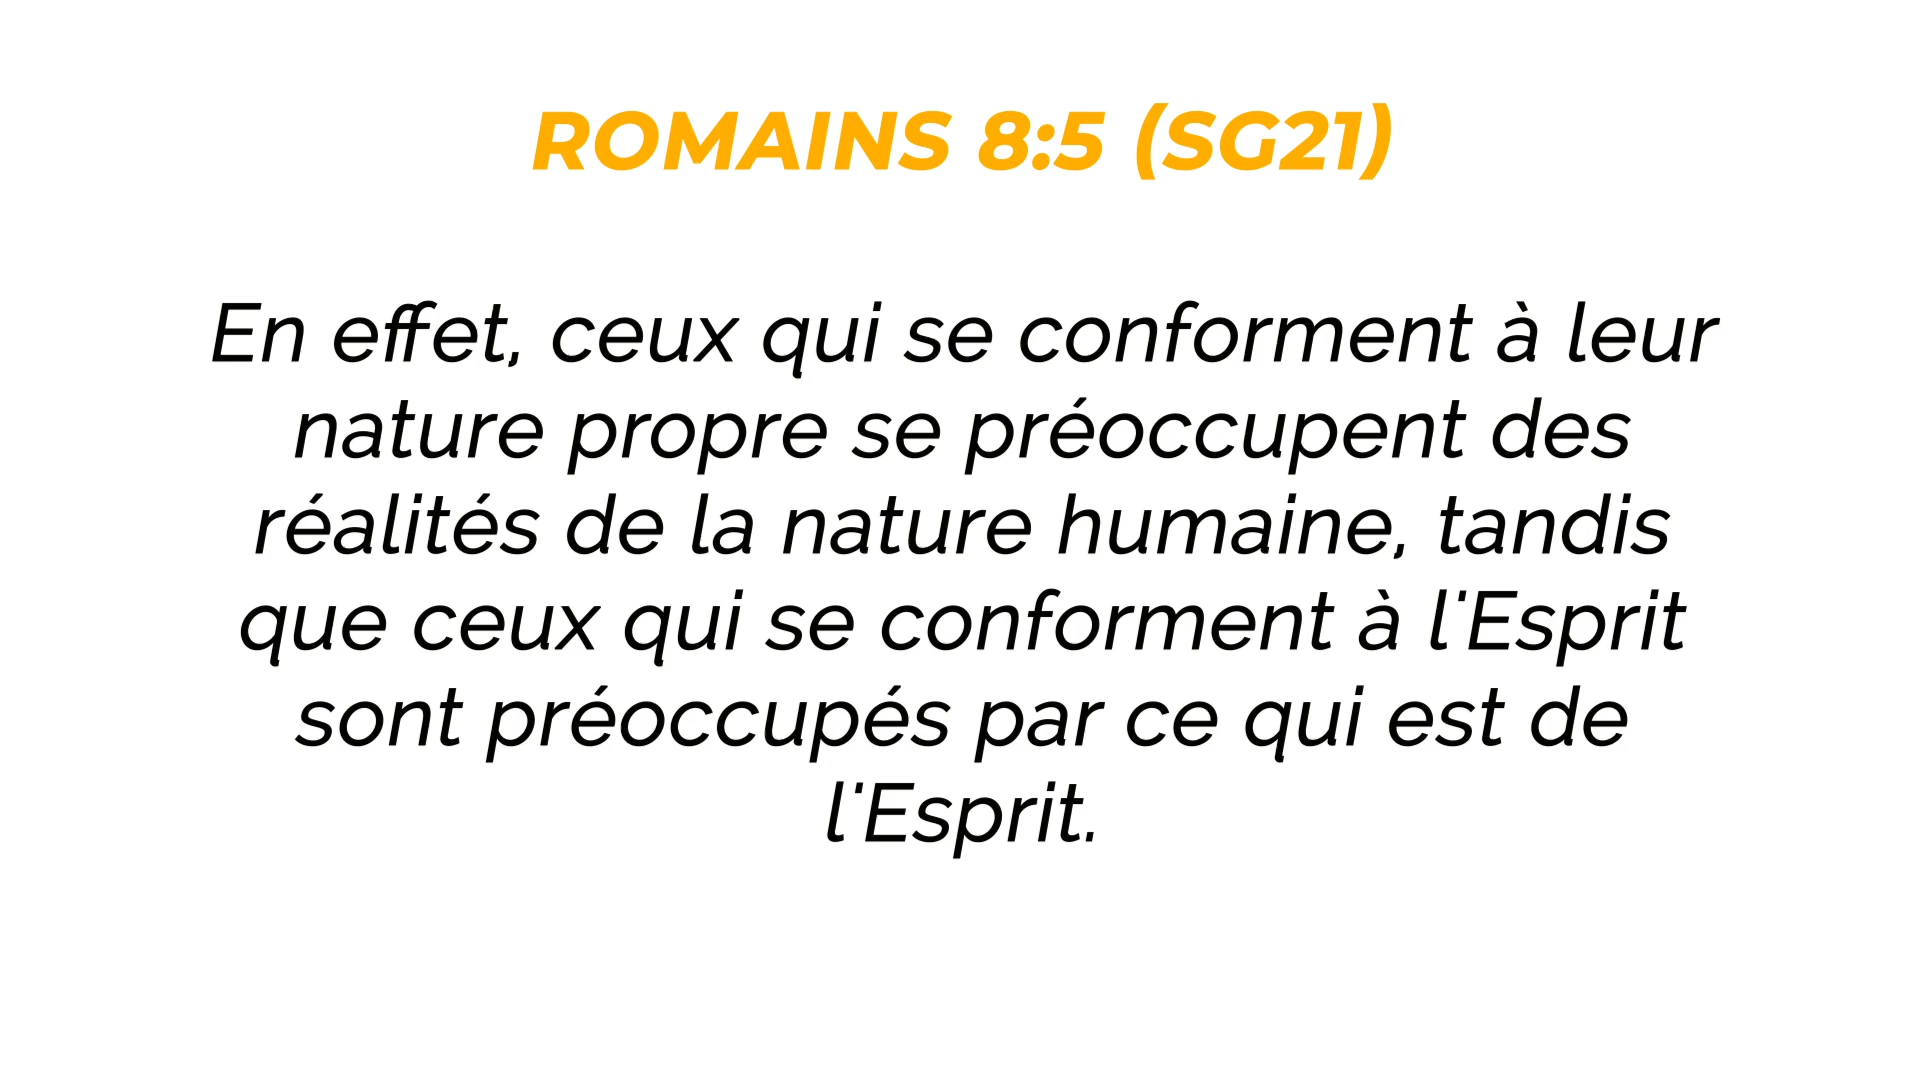 ROMAINS 8:5 (SG21)
En effet, ceux qui se conforment à leur
nature propre se préoccupent des
réalités de la nature humaine, tandis
que ceux qui se conforment à l'Esprit
sont préoccupés par ce qui est de
l'Esprit.